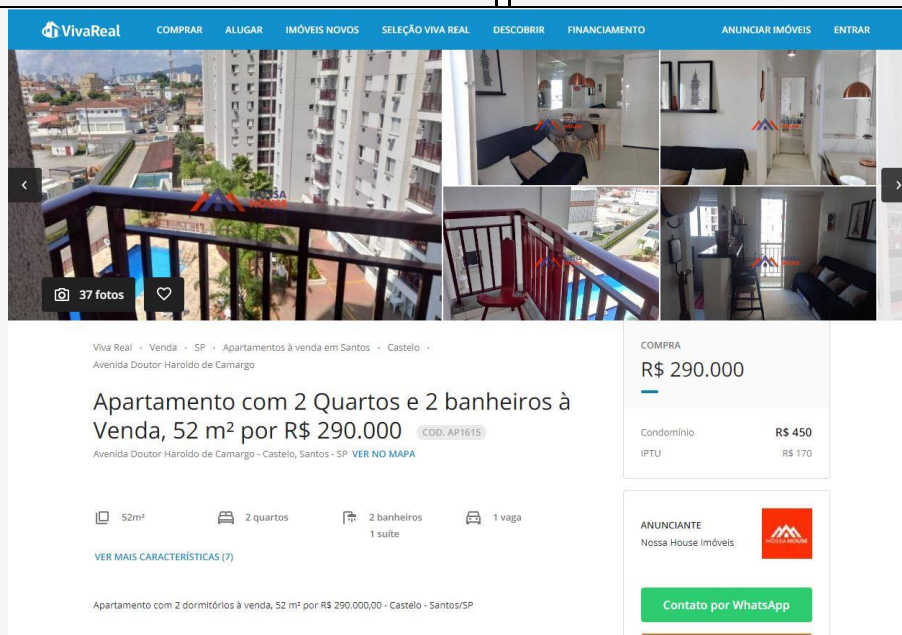 VivaReal
COMPRAR ALUGAR IMÓVEIS NOVOS SELEÇÃO VIVA REAL DESCOBRIR FINANCIAMENTO ANUNCIAR IMÓVEIS ENTRAR
NOSSA HOUSE
37 fotos
Viva Real · Venda · SP · Apartamentos à venda em Santos · Castelo ·
Avenida Doutor Haroldo de Camargo
Apartamento com 2 Quartos e 2 banheiros à
Venda, 52 m² por R$ 290.000 COD. AP1615
Avenida Doutor Haroldo de Camargo - Castelo, Santos - SP VER NO MAPA
52m² 2 quartos 2 banheiros 1 vaga
1 suíte
VER MAIS CARACTERÍSTICAS (7)
Apartamento com 2 dormitórios à venda, 52 m² por R$ 290.000,00 - Castelo - Santos/SP
COMPRA
R$ 290.000
Condomínio R$ 450
IPTU R$ 170
ANUNCIANTE
Nossa House Imóveis
NOSSA HOUSE
Contato por WhatsApp